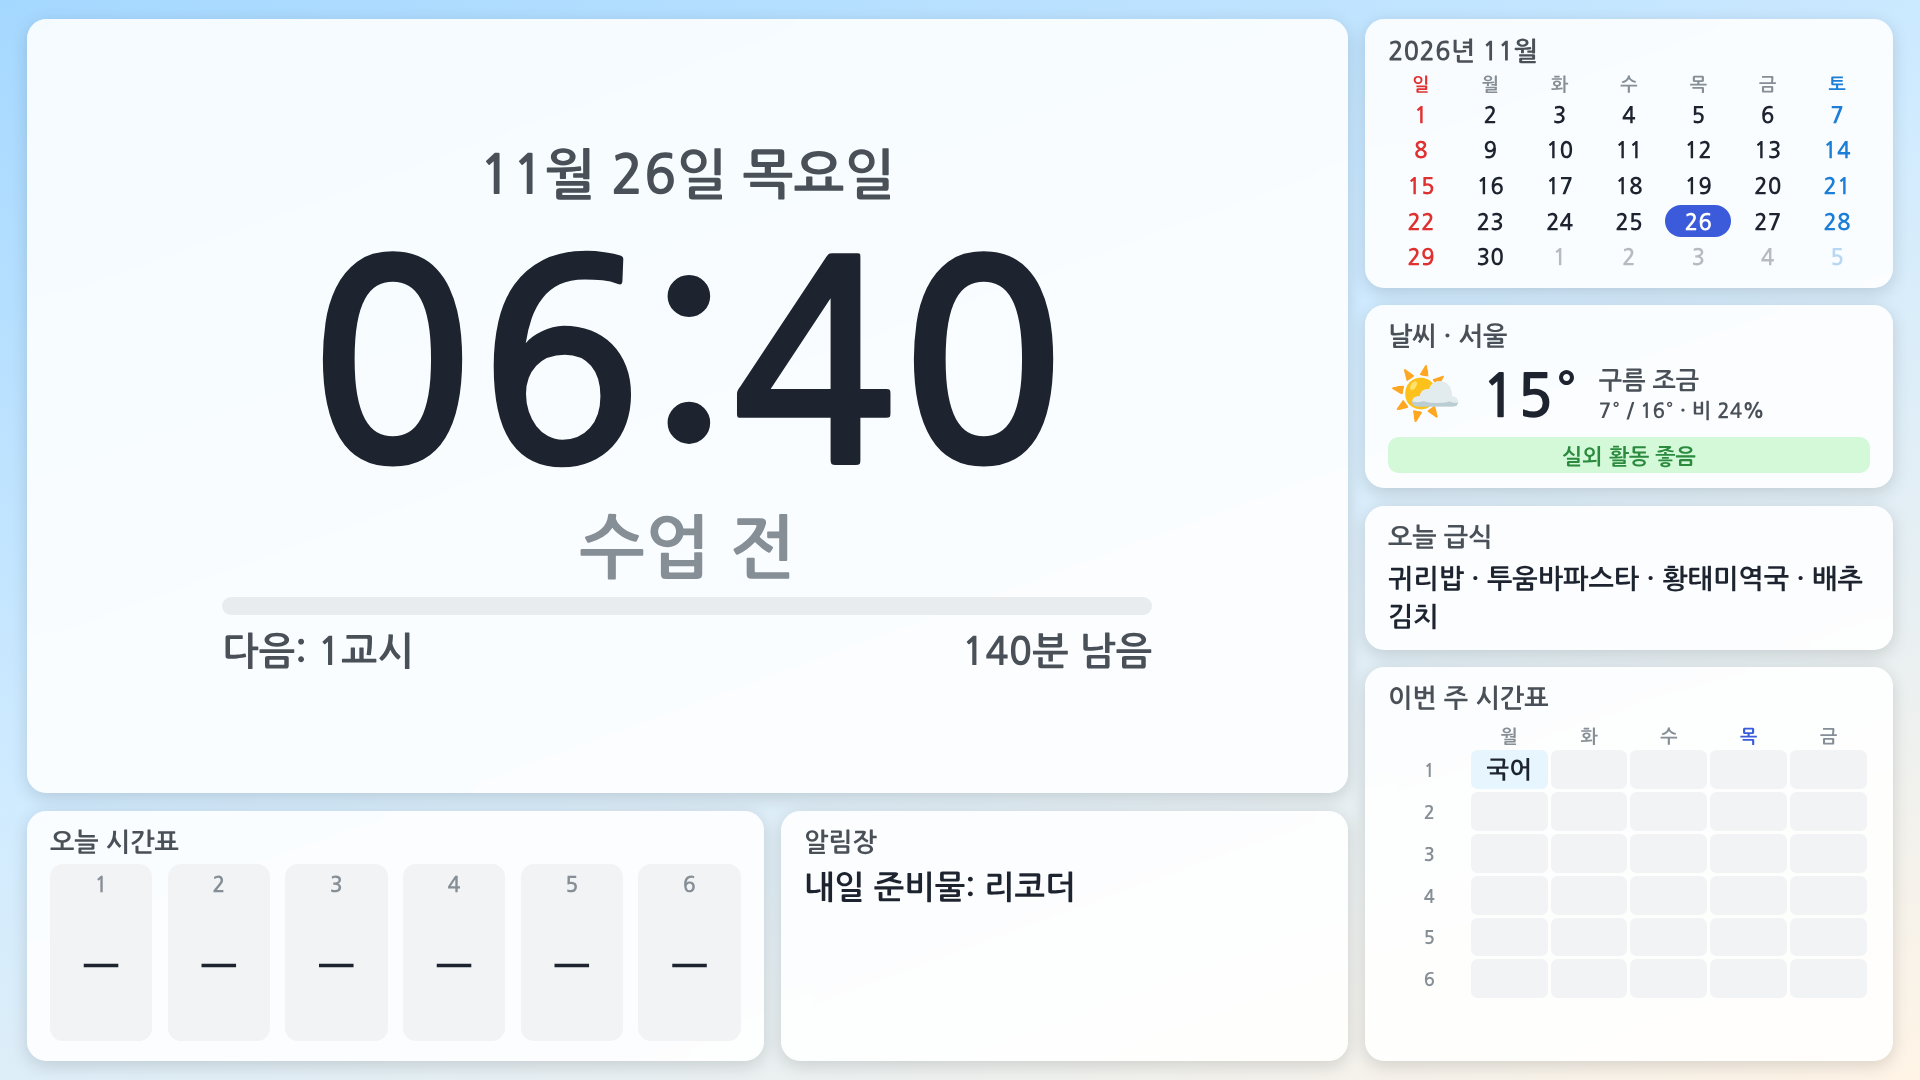 11월 26일 목요일
06:40
수업 전
다음: 1교시
140분 남음
오늘 시간표
1 2 3 4 5 6
— — — — — —
알림장
내일 준비물: 리코더
2026년 11월
일 월 화 수 목 금 토
1 2 3 4 5 6 7
8 9 10 11 12 13 14
15 16 17 18 19 20 21
22 23 24 25 26 27 28
29 30 1 2 3 4 5
날씨 · 서울
15°
구름 조금
7° / 16° · 비 24%
실외 활동 좋음
오늘 급식
귀리밥 · 투움바파스타 · 황태미역국 · 배추
김치
이번 주 시간표
월 화 수 목 금
1 국어
2
3
4
5
6